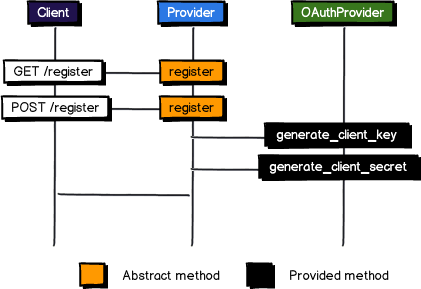 Client Provider OAuthProvider
GET /register register
POST /register register
generate_client_key
generate_client_secret
Abstract method Provided method